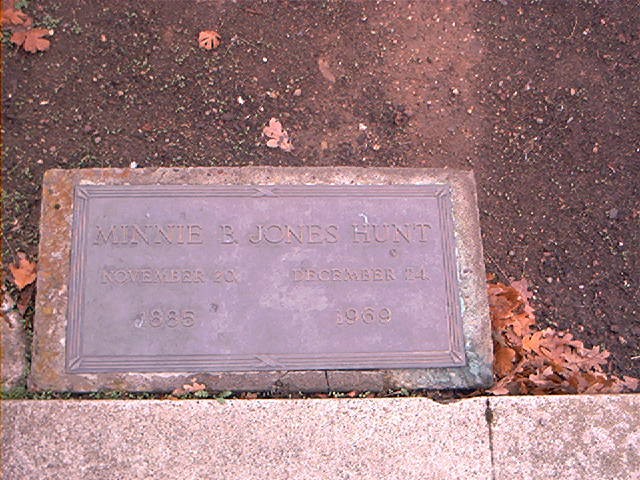 MINNIE B. JONES HUNT
NOVEMBER 20, DECEMBER 24,
1885 1969